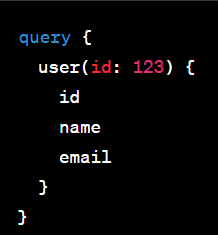 query {
  user(id: 123) {
    id
    name
    email
  }
}